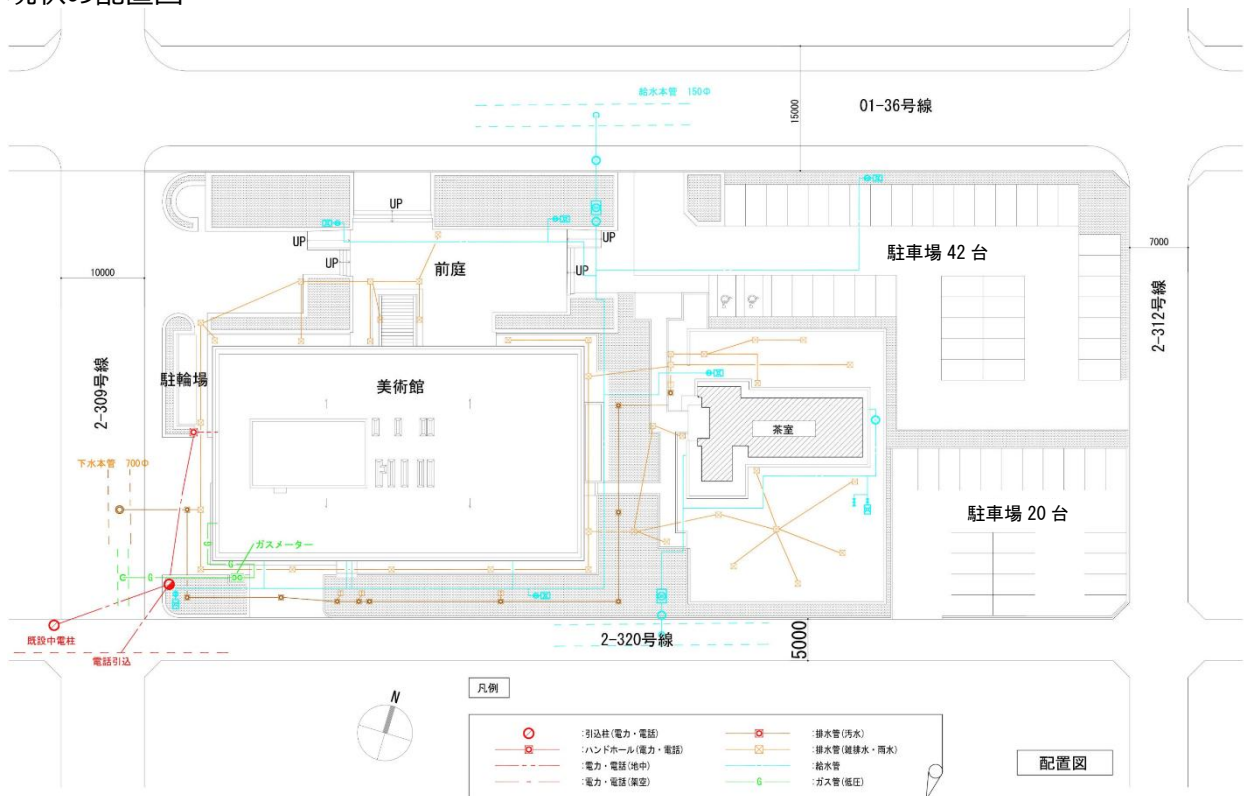 現状の配置図
給水本管 150Φ
15000
01-36号線
UP
UP
UP
UP
UP
前庭
駐車場 42 台
7000
2-312号線
10000
2-309号線
駐輪場
美術館
茶室
下水本管 700Φ
駐車場 20 台
ガスメーター
G
G
G
G
既設中電柱
電話引込
2-320号線
5000
N
凡例
:引込柱(電力・電話)
:排水管(汚水)
:ハンドホール(電力・電話)
:排水管(雑排水・雨水)
:電力・電話(地中)
:給水管
:電力・電話(架空)
G
:ガス管(低圧)
配置図